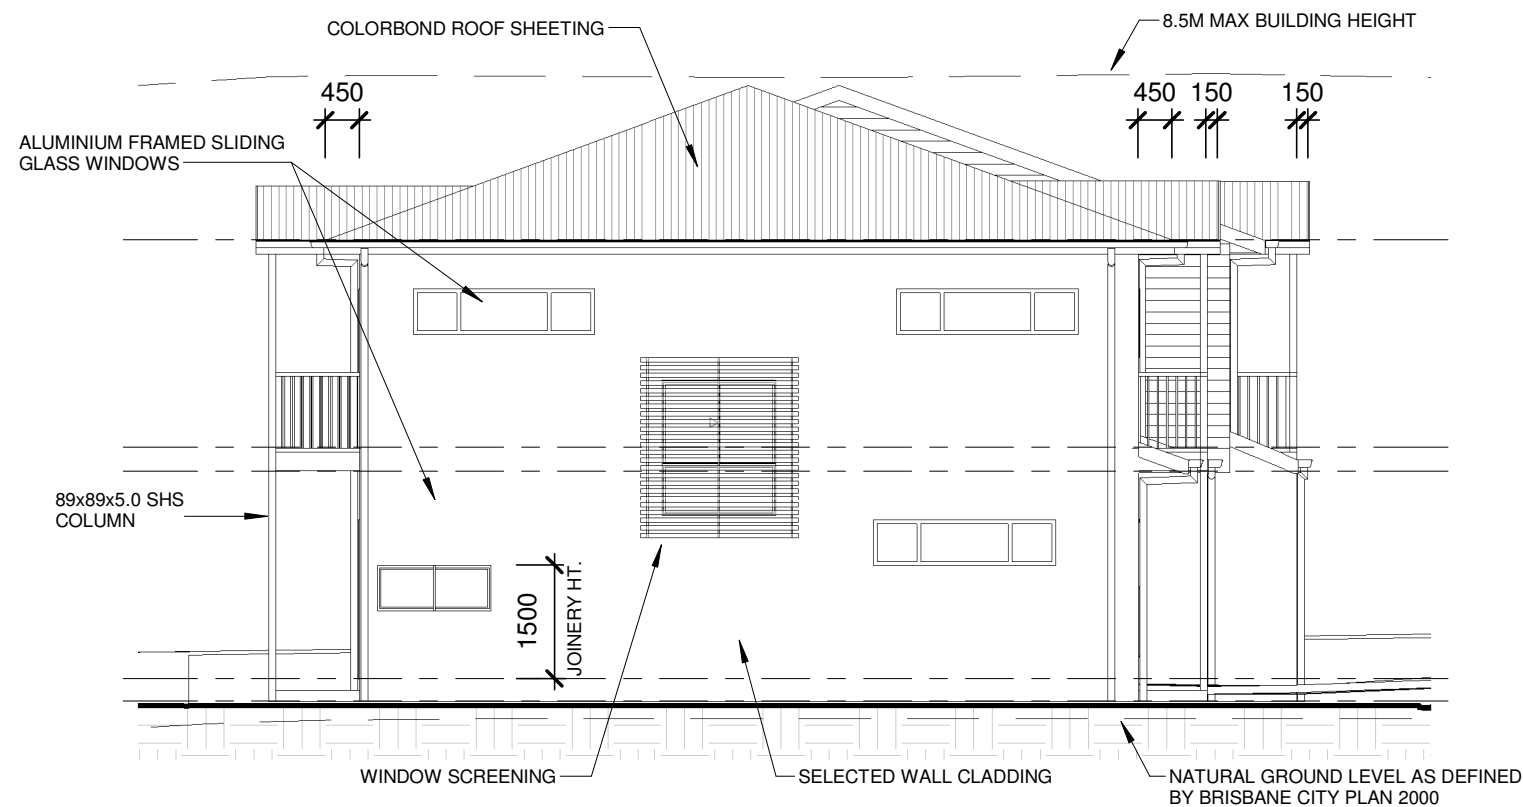 COLORBOND ROOF SHEETING
8.5M MAX BUILDING HEIGHT
450
450
150
150
ALUMINIUM FRAMED SLIDING
GLASS WINDOWS
89x89x5.0 SHS
COLUMN
1500
JOINERY HT.
WINDOW SCREENING
SELECTED WALL CLADDING
NATURAL GROUND LEVEL AS DEFINED
BY BRISBANE CITY PLAN 2000